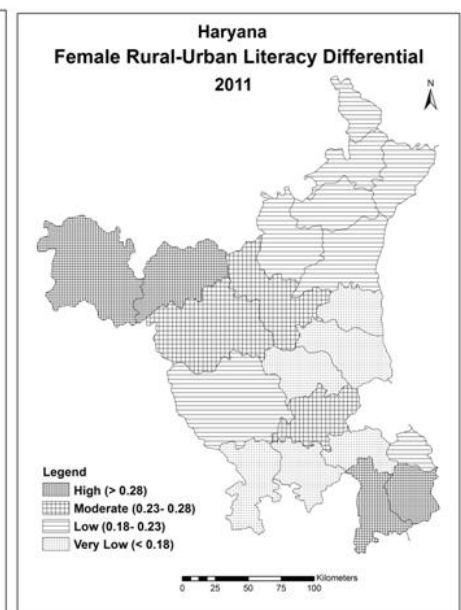 Haryana
Female Rural-Urban Literacy Differential
2011
N
Legend
High (> 0.28)
Moderate (0.23- 0.28)
Low (0.18- 0.23)
Very Low (< 0.18)
Kilometers
0 25 50 75 100